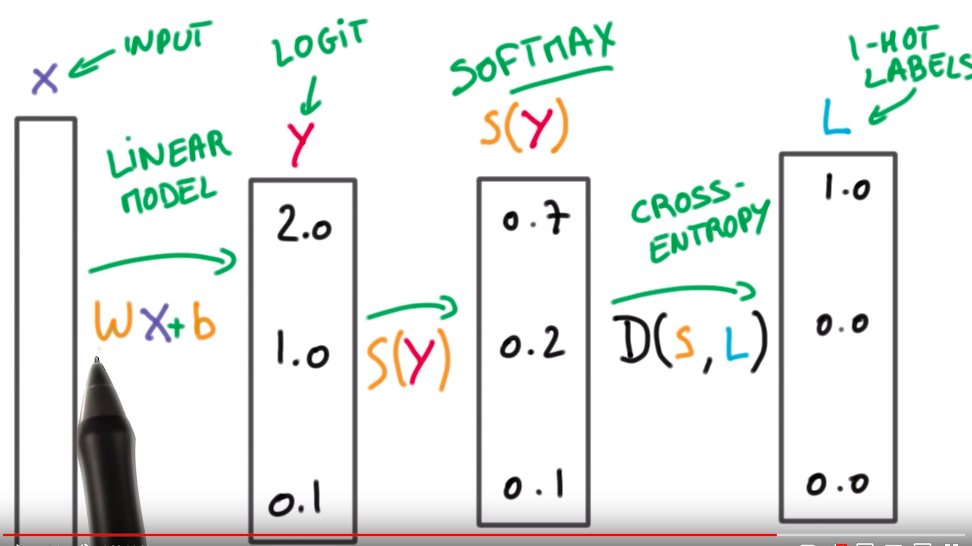 INPUT
X
LINEAR
MODEL
WX+b
LOGIT
Y
2.0
1.0
0.1
S(Y)
SOFTMAX
S(Y)
0.7
0.2
0.1
CROSS-
ENTROPY
D(S,L)
1-HOT
LABELS
L
1.0
0.0
0.0